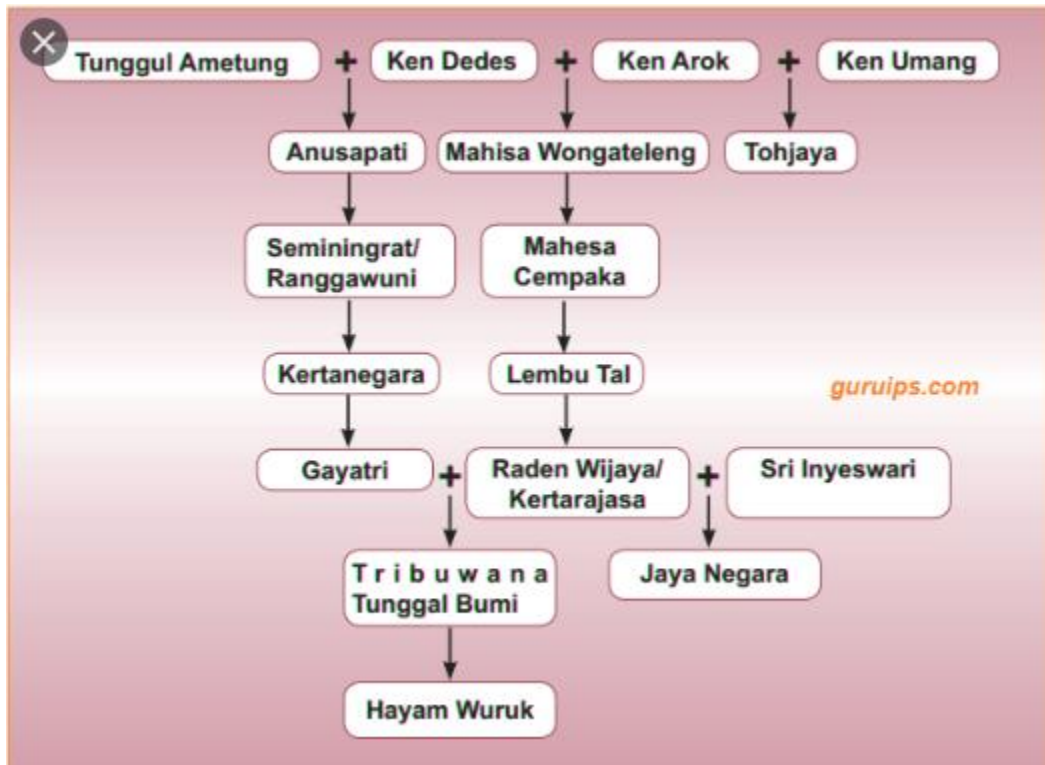 Tunggul Ametung + Ken Dedes + Ken Arok + Ken Umang
Anusapati Mahisa Wongateleng Tohjaya
Seminingrat/
Ranggawuni
Mahesa
Cempaka
Kertanegara Lembu Tal
guruips.com
Gayatri + Raden Wijaya/
Kertarajasa + Sri Inyeswari
T r i b u w a n a
Tunggal Bumi
Jaya Negara
Hayam Wuruk